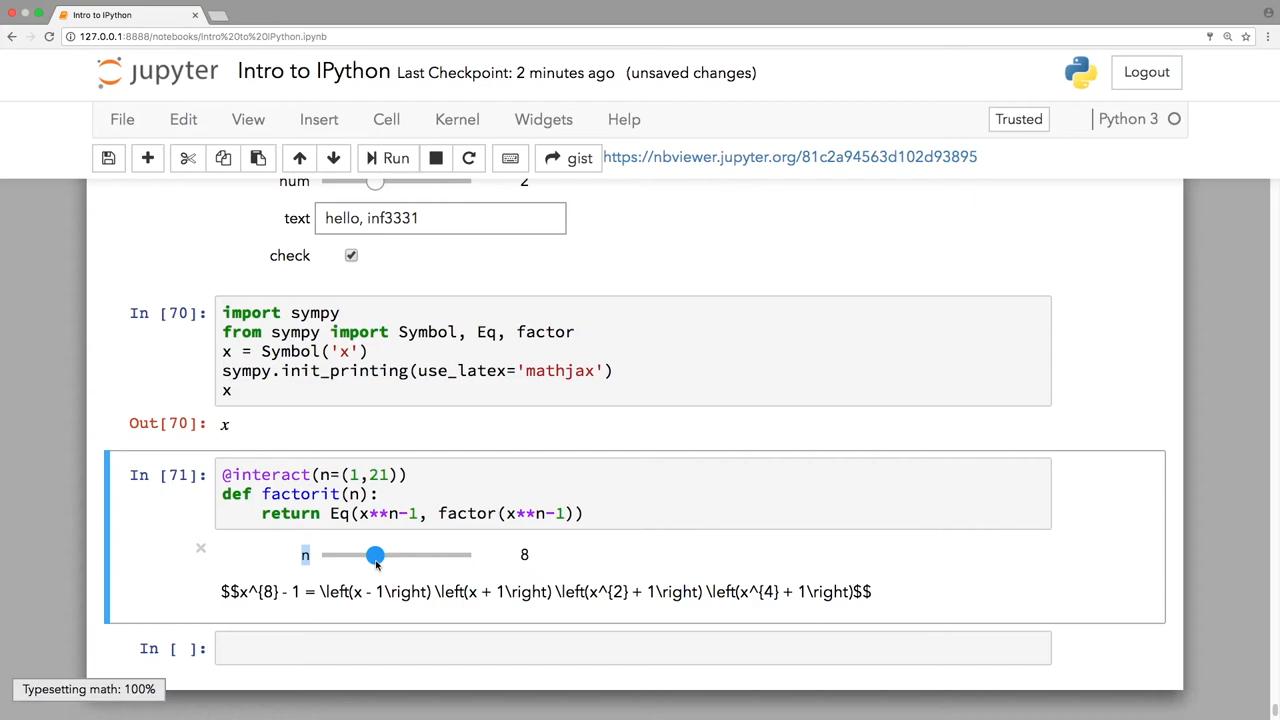 Intro to IPython
127.0.0.1:8888/notebooks/Intro%20to%20IPython.ipynb
jupyter Intro to IPython Last Checkpoint: 2 minutes ago (unsaved changes) Logout
File Edit View Insert Cell Kernel Widgets Help Trusted Python 3
Run gist https://nbviewer.jupyter.org/81c2a94563d102d93895
num 2
text hello, inf3331
check
In [70]: import sympy
from sympy import Symbol, Eq, factor
x = Symbol('x')
sympy.init_printing(use_latex='mathjax')
x
Out[70]: x
In [71]: @interact(n=(1,21))
def factorit(n):
return Eq(x**n-1, factor(x**n-1))
n 8
$$x^{8} - 1 = \left(x - 1\right) \left(x + 1\right) \left(x^{2} + 1\right) \left(x^{4} + 1\right)$$
In [ ]:
Typesetting math: 100%